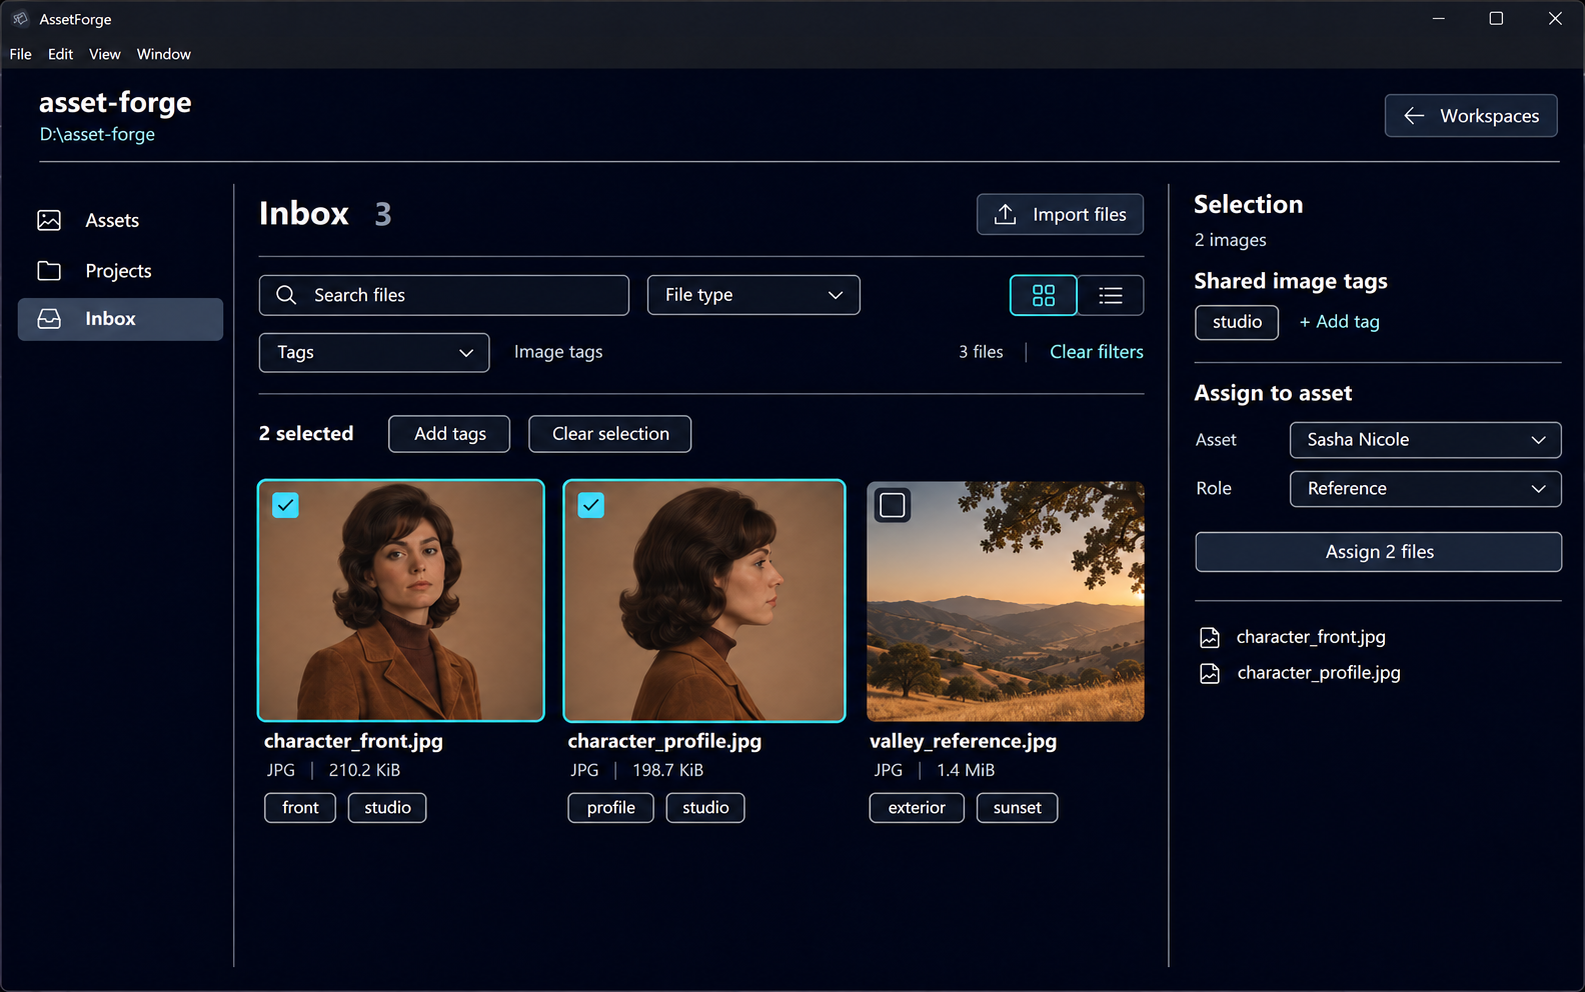 AssetForge
File Edit View Window
asset-forge
D:\asset-forge
Workspaces
Assets
Projects
Inbox
Inbox 3
Import files
Search files
File type
Tags
Image tags
3 files
Clear filters
2 selected
Add tags
Clear selection
character_front.jpg
JPG | 210.2 KiB
front studio
character_profile.jpg
JPG | 198.7 KiB
profile studio
valley_reference.jpg
JPG | 1.4 MiB
exterior sunset
Selection
2 images
Shared image tags
studio + Add tag
Assign to asset
Asset Sasha Nicole
Role Reference
Assign 2 files
character_front.jpg
character_profile.jpg